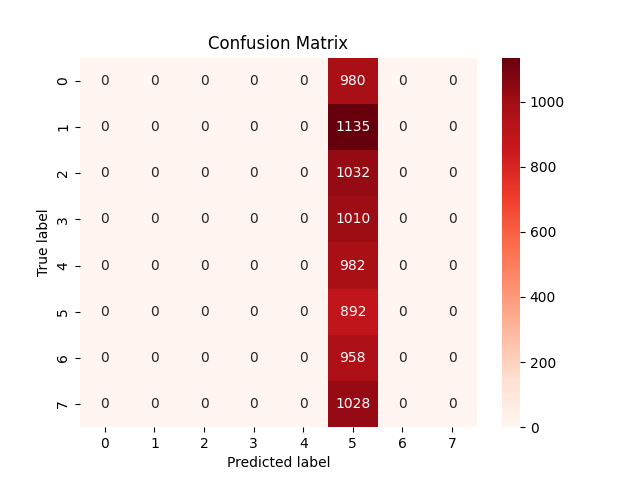 Confusion Matrix
0 0 0 0 0 0 980 0 0
1 0 0 0 0 0 1135 0 0
2 0 0 0 0 0 1032 0 0
3 0 0 0 0 0 1010 0 0
4 0 0 0 0 0 982 0 0
5 0 0 0 0 0 892 0 0
6 0 0 0 0 0 958 0 0
7 0 0 0 0 0 1028 0 0
0 1 2 3 4 5 6 7
Predicted label
True label
1000
800
600
400
200
0